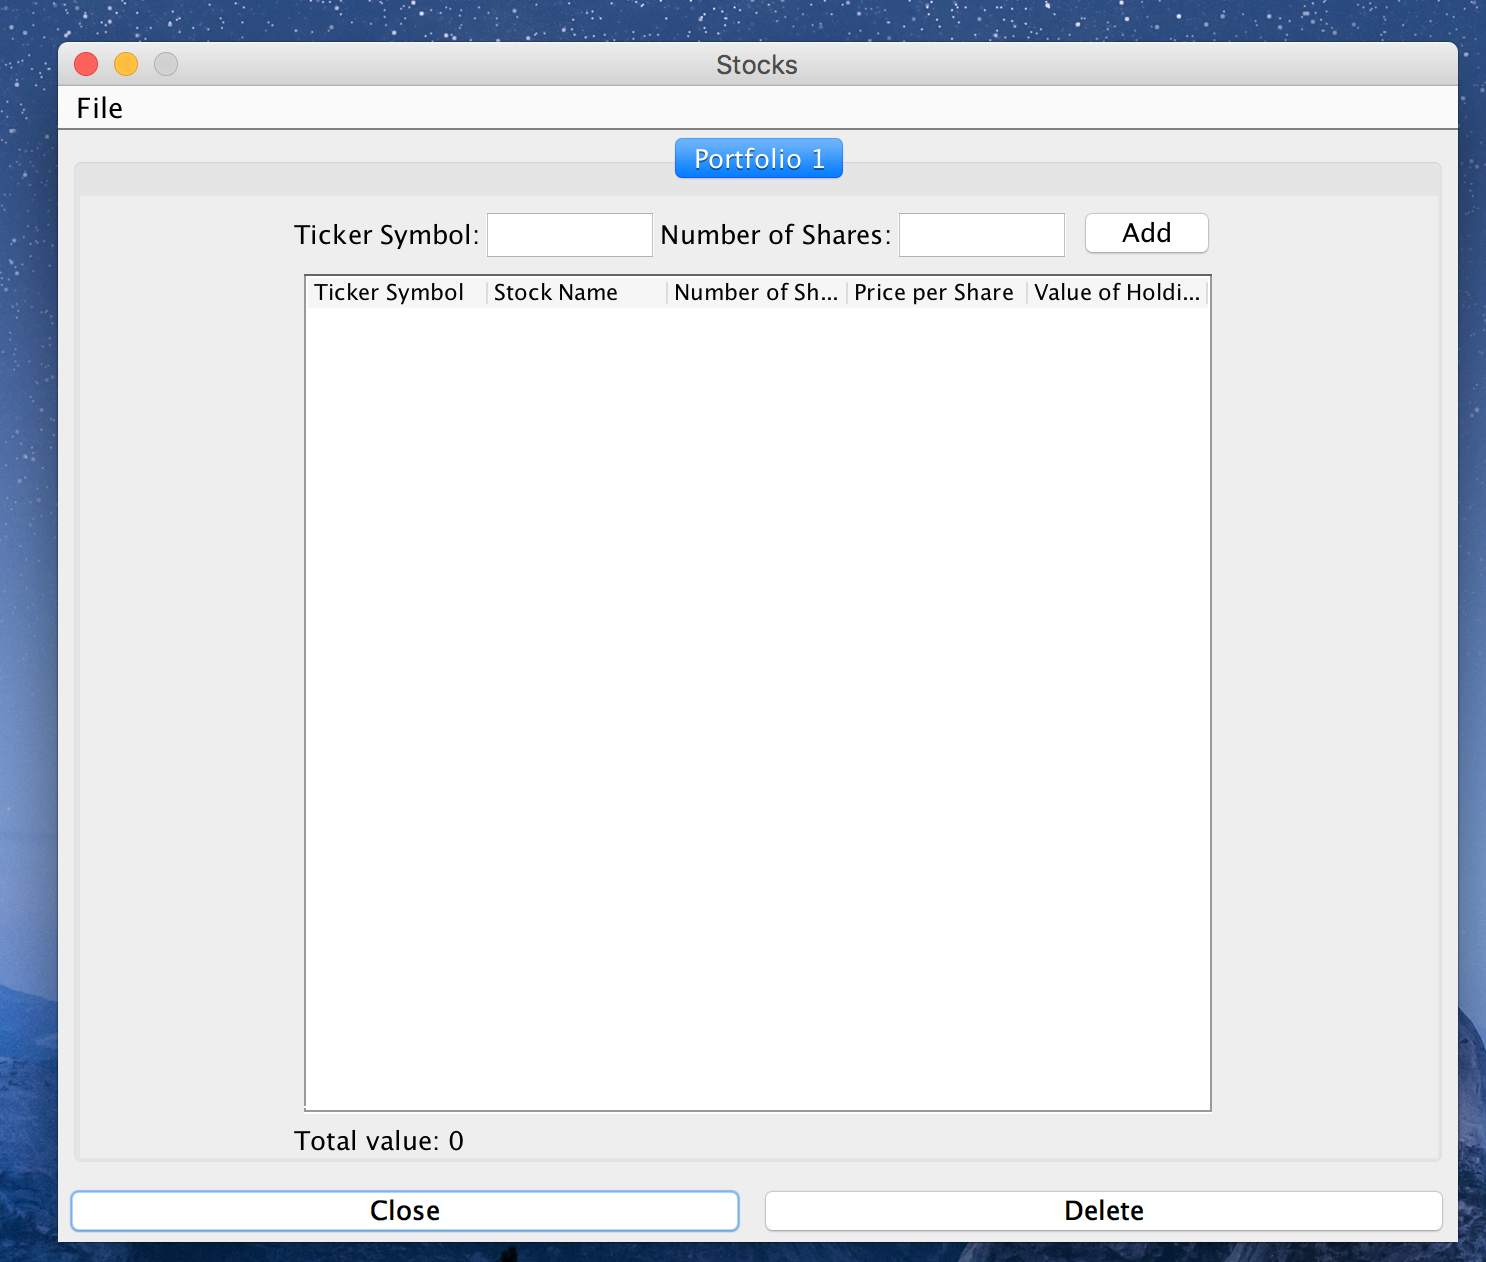 Stocks
File
Portfolio 1
Ticker Symbol: Number of Shares: Add
Ticker Symbol Stock Name Number of Sh... Price per Share Value of Holdi...
Total value: 0
Close Delete